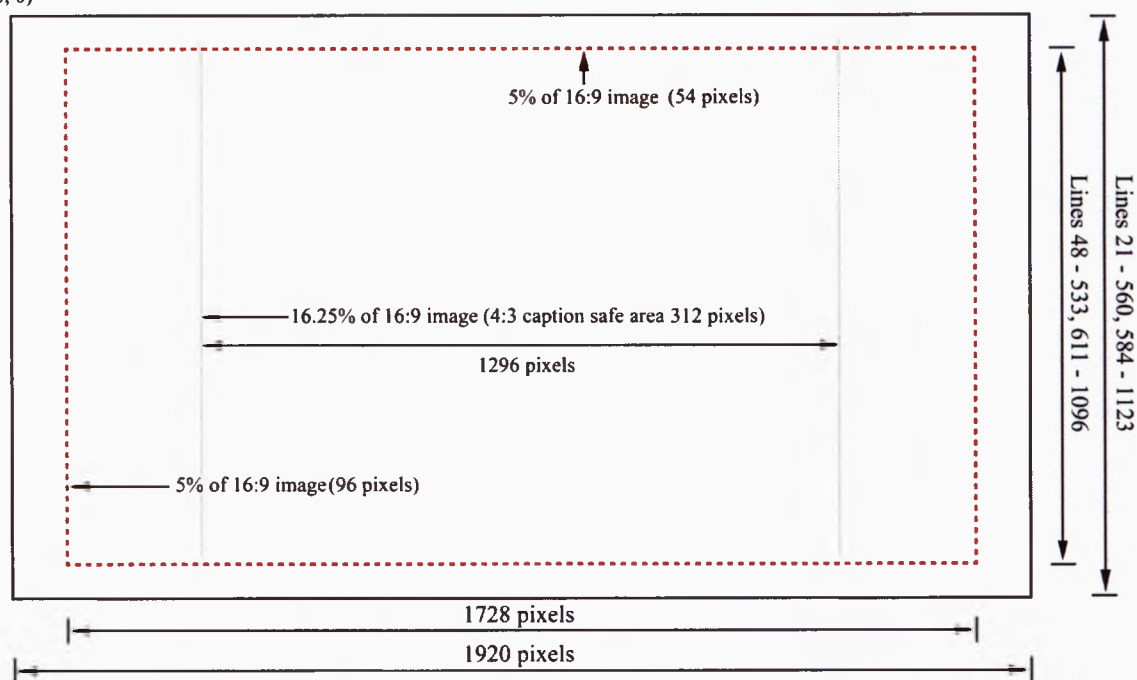 5% of 16:9 image (54 pixels)
16.25% of 16:9 image (4:3 caption safe area 312 pixels)
1296 pixels
5% of 16:9 image (96 pixels)
1728 pixels
1920 pixels
Lines 48 - 533, 611 - 1096
Lines 21 - 560, 584 - 1123